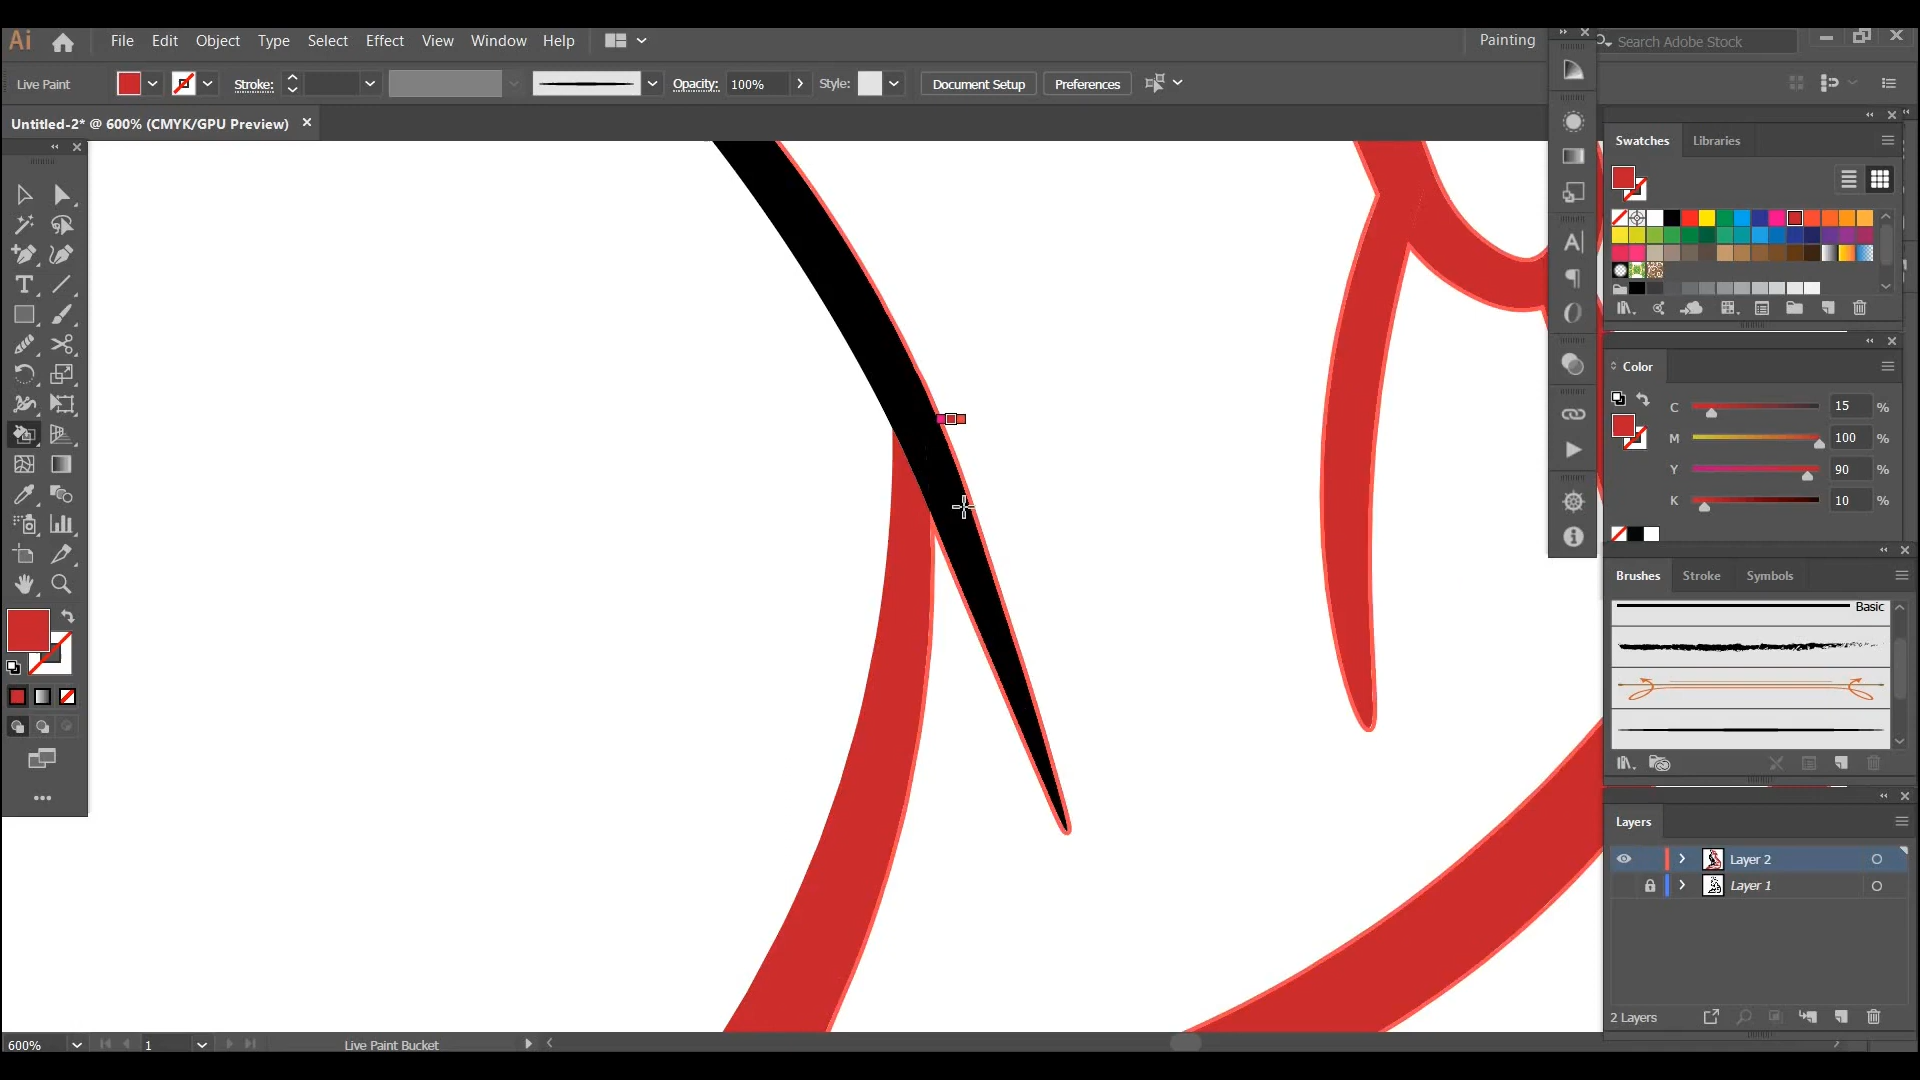 Ai File Edit Object Type Select Effect View Window Help Painting Search Adobe Stock
Live Paint Stroke: Opacity: 100% Style: Document Setup Preferences
Untitled-2* @ 600% (CMYK/GPU Preview)
Swatches Libraries
Color
C 15 %
M 100 %
Y 90 %
K 10 %
Brushes Stroke Symbols
Basic
Layers
Layer 2
Layer 1
2 Layers
600% 1 Live Paint Bucket